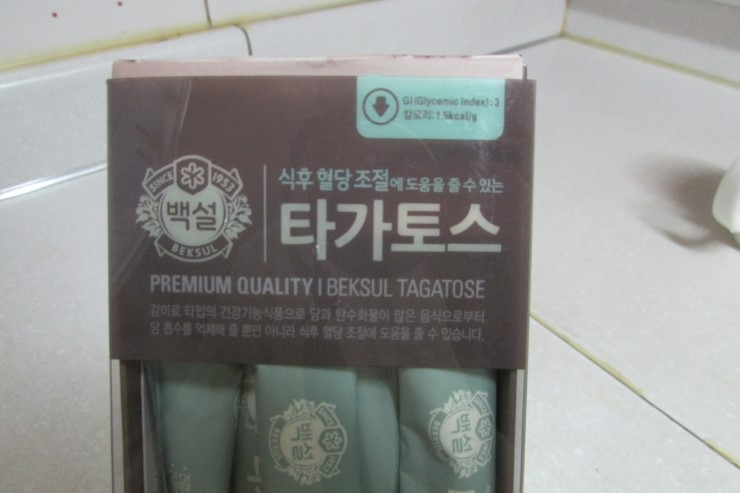 GI (Glycemic Index) : 3
칼로리 : 1.5kcal/g
SINCE 1953
백설
BEKSUL
식후 혈당 조절에 도움을 줄 수 있는
타가토스
PREMIUM QUALITY | BEKSUL TAGATOSE
감미료 타입의 건강기능식품으로 당과 탄수화물이 많은 음식으로부터
당 흡수를 억제해 줄 뿐만 아니라 식후 혈당 조절에 도움을 줄 수 있습니다.
백설
백설